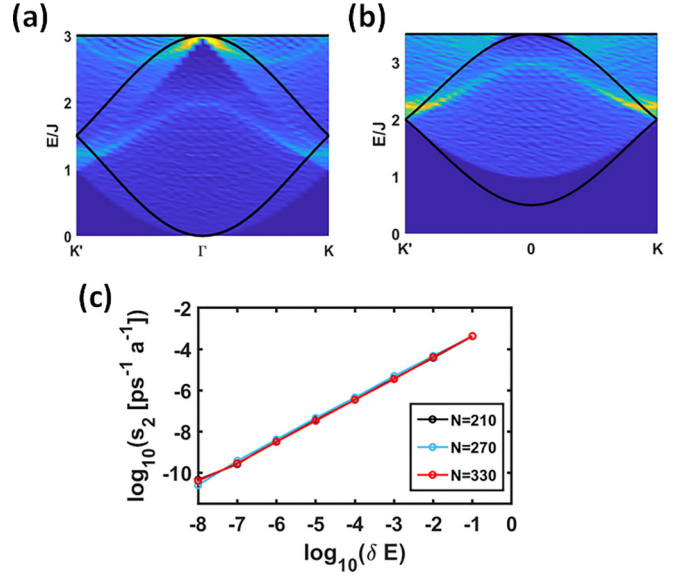 (a)
(b)
3
2
1
0
E/J
K'
Γ
K
3
2
1
0
E/J
K'
0
K
(c)
-2
-4
-6
-8
-10
log10(s2 [ps-1 a-1])
N=210
N=270
N=330
-8 -7 -6 -5 -4 -3 -2 -1 0
log10(δ E)